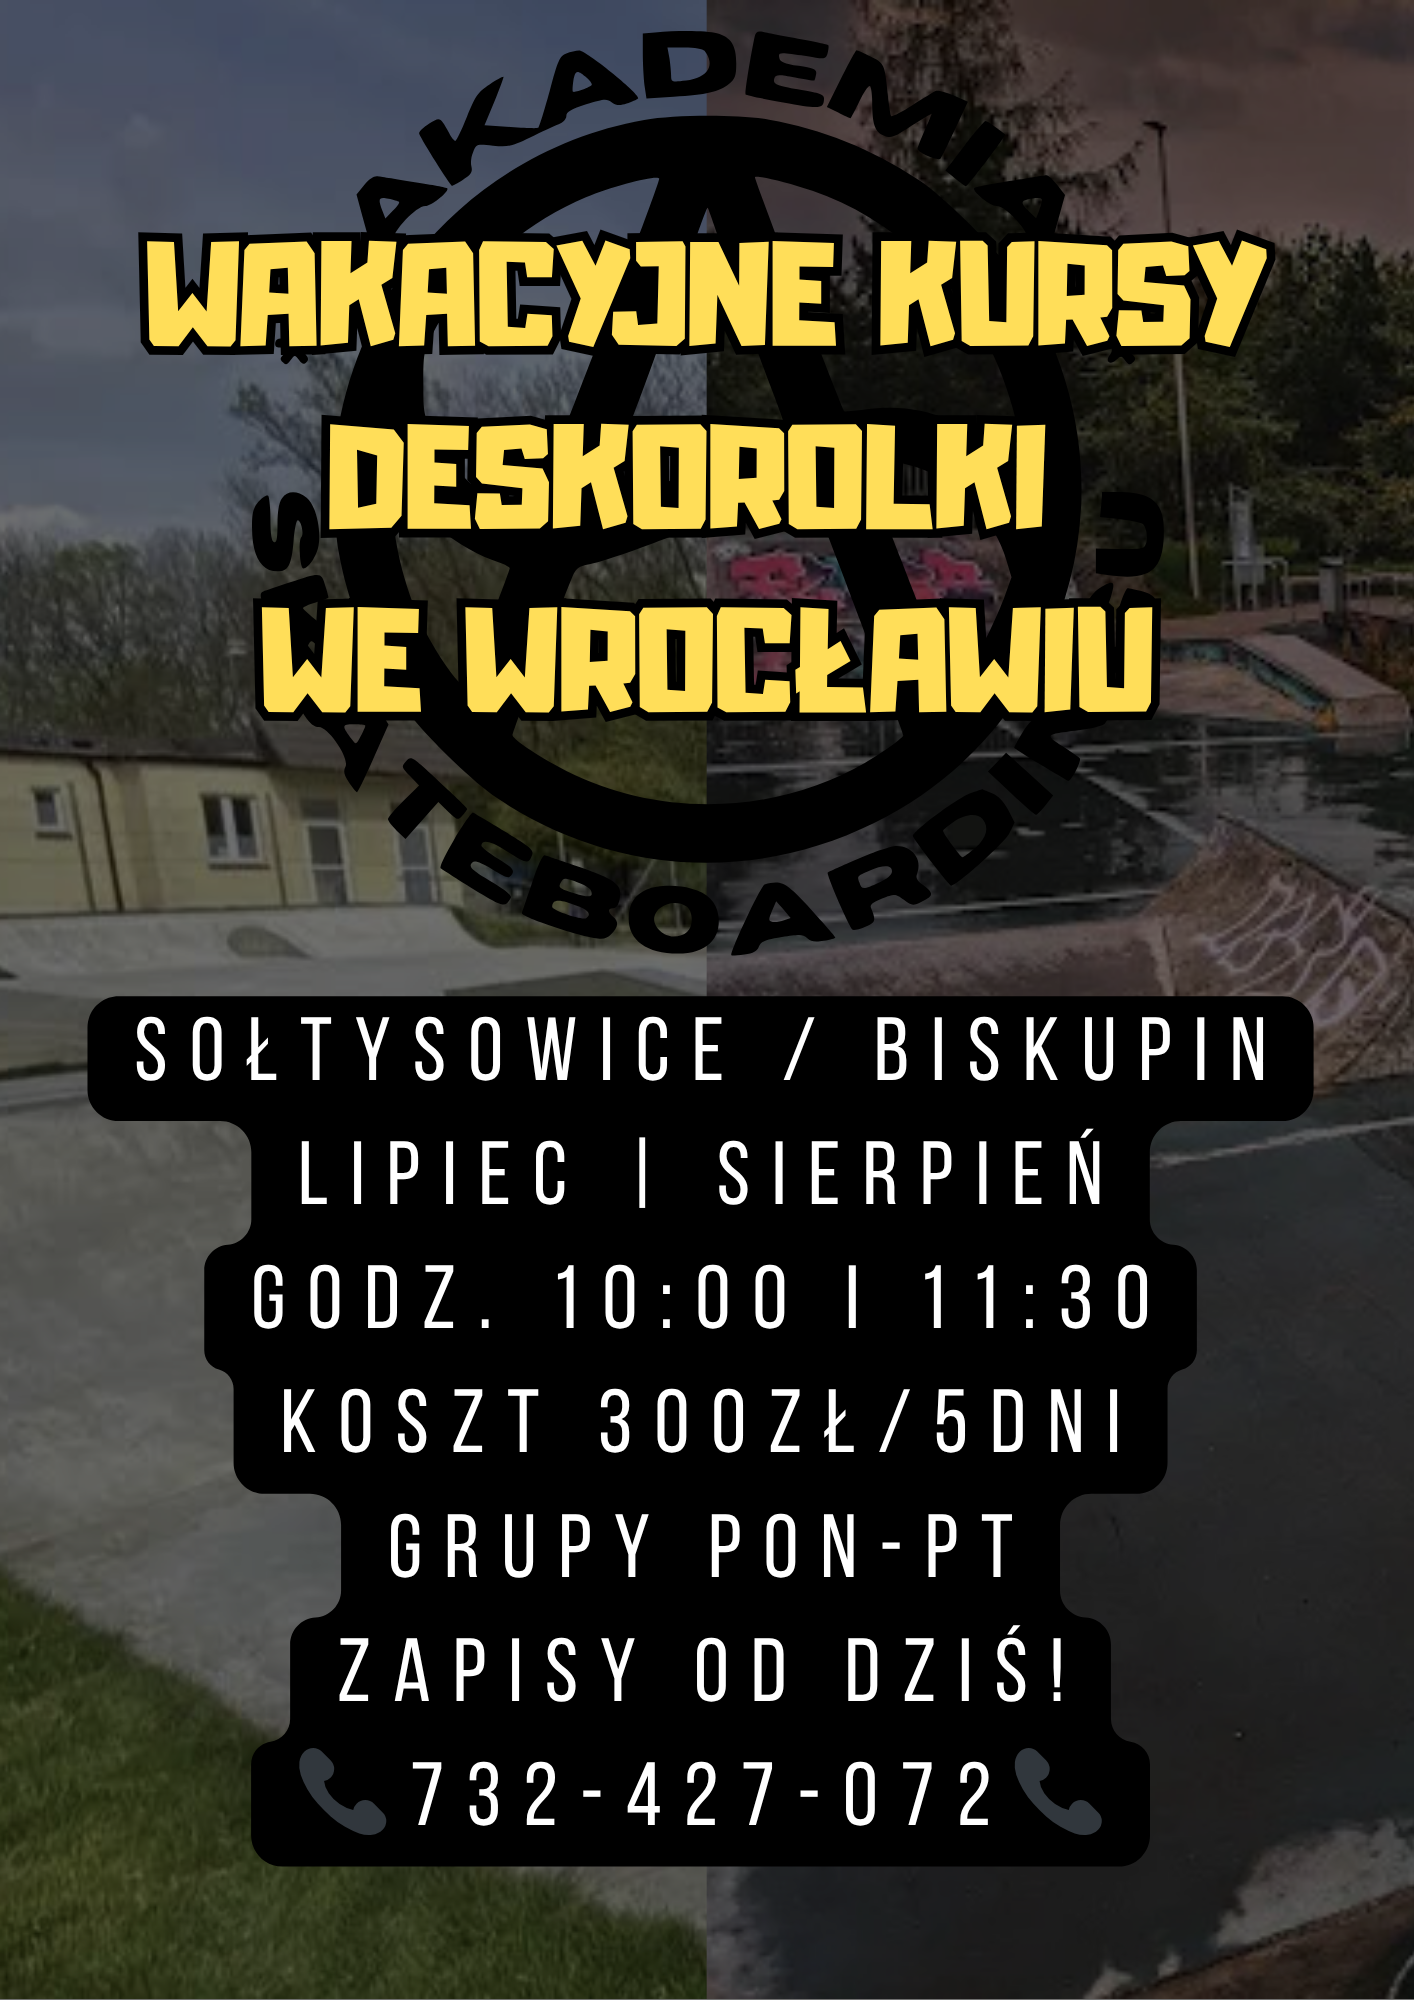 AKADEMIA
WAKACYJNE KURSY
DESKOROLKI
WE WROCŁAWIU
SKATEBOARDINGU
SOŁTYSOWICE / BISKUPIN
LIPIEC | SIERPIEŃ
GODZ. 10:00 I 11:30
KOSZT 300ZŁ/5DNI
GRUPY PON-PT
ZAPISY OD DZIŚ!
📞732-427-072📞